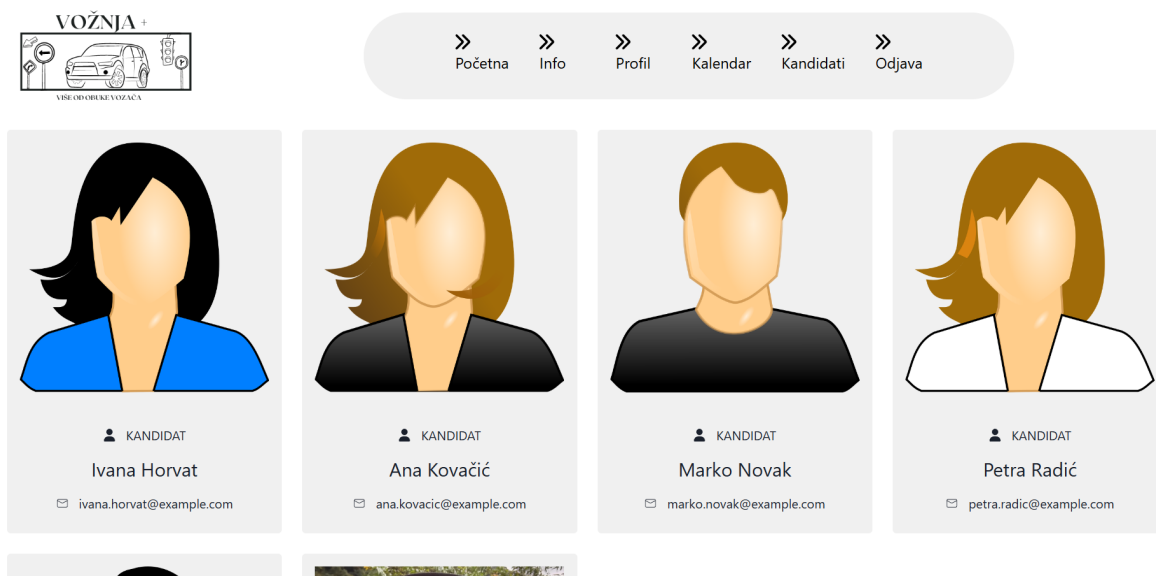 VOŽNJA +
VIŠE OD OBUKE VOZAČA
Početna Info Profil Kalendar Kandidati Odjava
KANDIDAT KANDIDAT KANDIDAT KANDIDAT
Ivana Horvat Ana Kovačić Marko Novak Petra Radić
ivana.horvat@example.com ana.kovacic@example.com marko.novak@example.com petra.radic@example.com